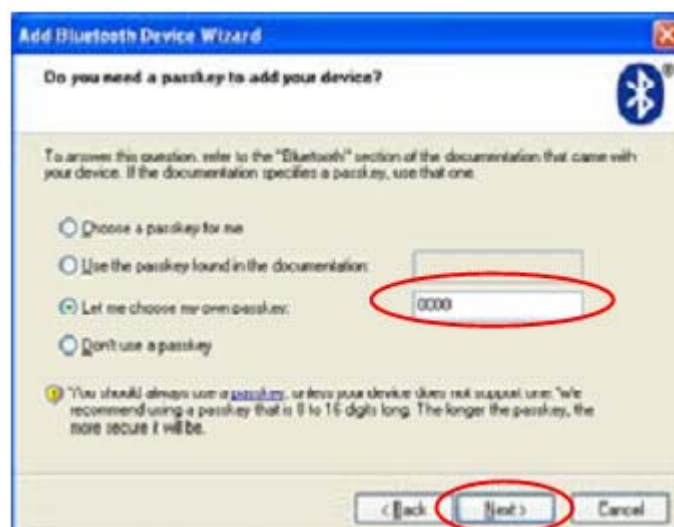 Add Bluetooth Device Wizard
Do you need a passkey to add your device?
®
To answer this question, refer to the "Bluetooth" section of the documentation that came with
your device. If the documentation specifies a passkey, use that one.
Choose a passkey for me
Use the passkey found in the documentation:
Let me choose my own passkey:
0000
Don't use a passkey
You should always use a passkey, unless your device does not support one. We
recommend using a passkey that is 8 to 16 digits long. The longer the passkey, the
more secure it will be.
< Back
Next >
Cancel